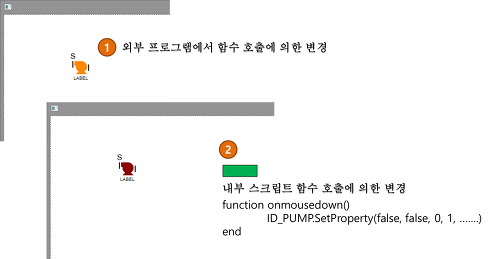 1 외부 프로그램에서 함수 호출에 의한 변경
S
I I
LABEL
2
S
I I
LABEL
내부 스크립트 함수 호출에 의한 변경
function onmousedown()
ID_PUMP.SetProperty(false, false, 0, 1, .......)
end